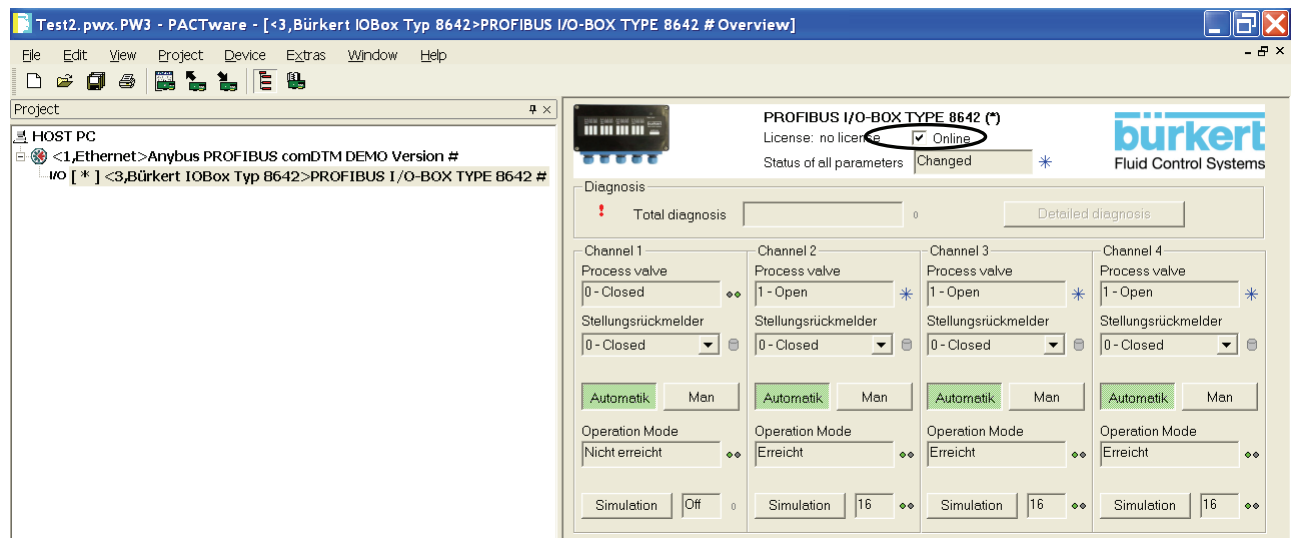 Test2.pwx.PW3 - PACTware - [<3,Bürkert IOBox Typ 8642>PROFIBUS I/O-BOX TYPE 8642 # Overview]
File Edit View Project Device Extras Window Help
Project
HOST PC
<1,Ethernet>Anybus PROFIBUS comDTM DEMO Version #
I/O [ * ] <3,Bürkert IOBox Typ 8642>PROFIBUS I/O-BOX TYPE 8642 #
PROFIBUS I/O-BOX TYPE 8642 (*)
License: no license Online
Status of all parameters Changed
bürkert
Fluid Control Systems
Diagnosis
! Total diagnosis 0 Detailed diagnosis
Channel 1 Channel 2 Channel 3 Channel 4
Process valve Process valve Process valve Process valve
0 - Closed 1 - Open 1 - Open 1 - Open
Stellungsrückmelder Stellungsrückmelder Stellungsrückmelder Stellungsrückmelder
0 - Closed 0 - Closed 0 - Closed 0 - Closed
Automatik Man Automatik Man Automatik Man Automatik Man
Operation Mode Operation Mode Operation Mode Operation Mode
Nicht erreicht Erreicht Erreicht Erreicht
Simulation Off 0 Simulation 16 Simulation 16 Simulation 16